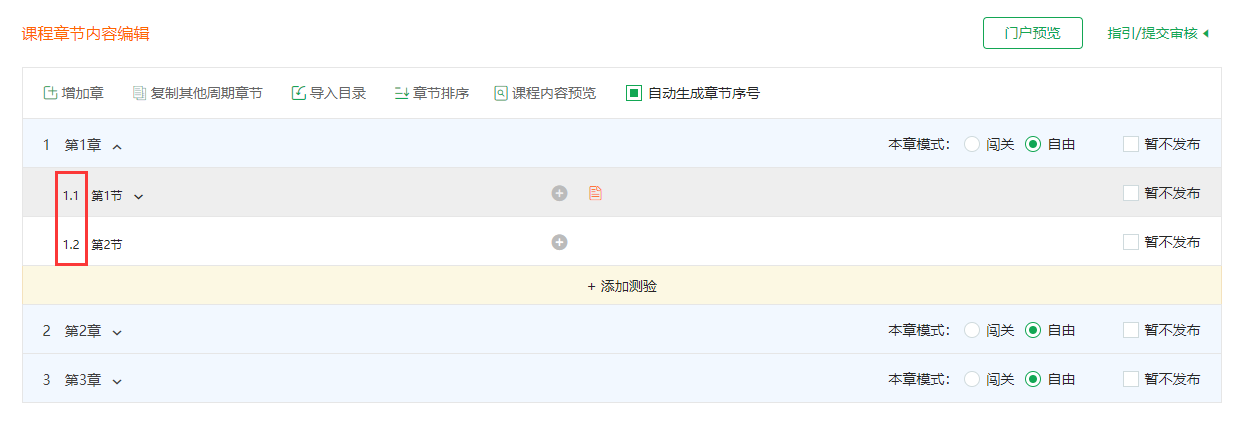 课程章节内容编辑 门户预览 指引/提交审核
增加章 复制其他周期章节 导入目录 章节排序 课程内容预览 自动生成章节序号
1 第1章 本章模式： 闯关 自由 暂不发布
1.1 第1节 暂不发布
1.2 第2节 暂不发布
+ 添加测验
2 第2章 本章模式： 闯关 自由 暂不发布
3 第3章 本章模式： 闯关 自由 暂不发布